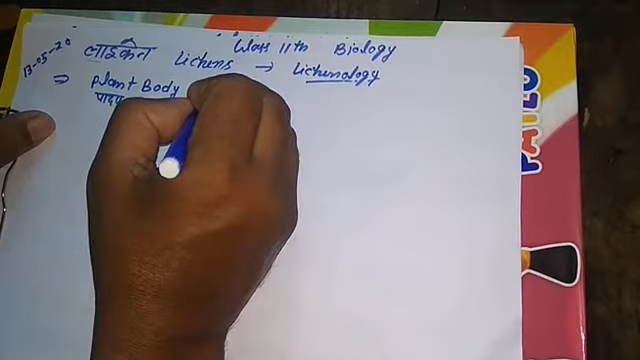 Class 11th Biology
13-05-20 लाइकेन Lichens → Lichenology
⇒ Plant Body